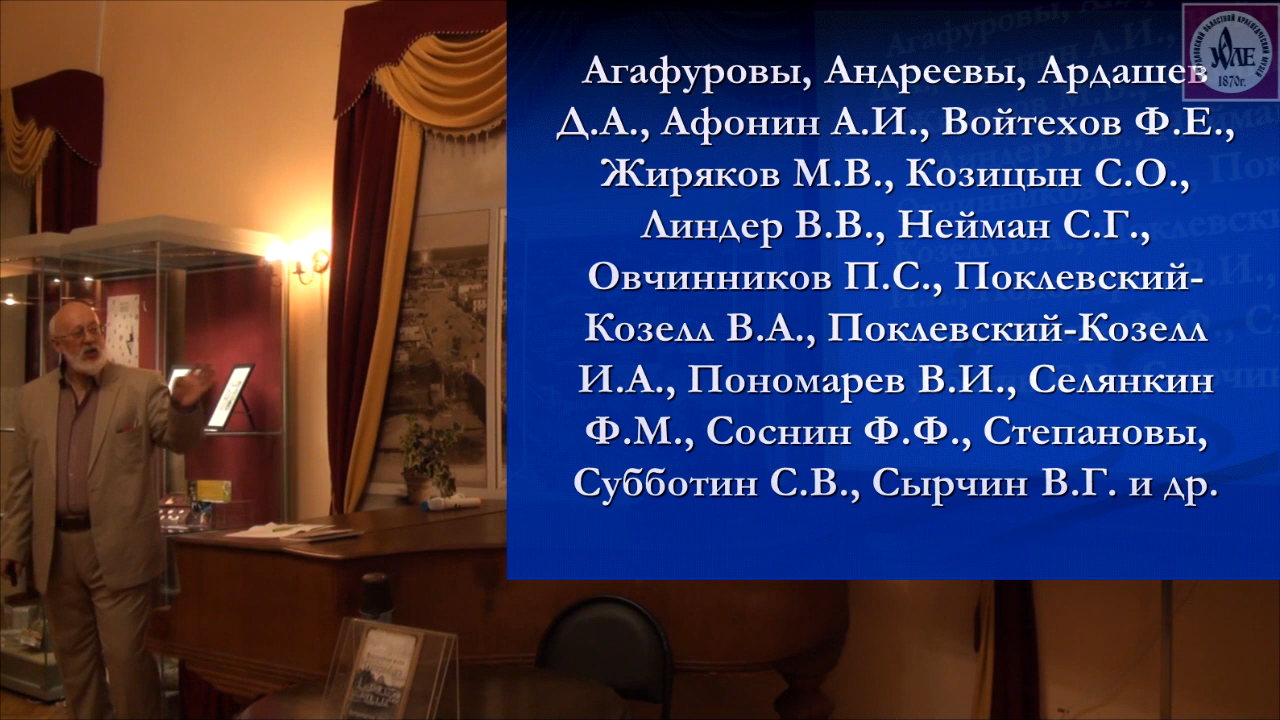 Агафуровы, Андреевы, Ардашев
Д.А., Афонин А.И., Войтехов Ф.Е.,
Жиряков М.В., Козицын С.О.,
Линдер В.В., Нейман С.Г.,
Овчинников П.С., Поклевский-
Козелл В.А., Поклевский-Козелл
И.А., Пономарев В.И., Селянкин
Ф.М., Соснин Ф.Ф., Степановы,
Субботин С.В., Сырчин В.Г. и др.
УОЛЕ
1870г.